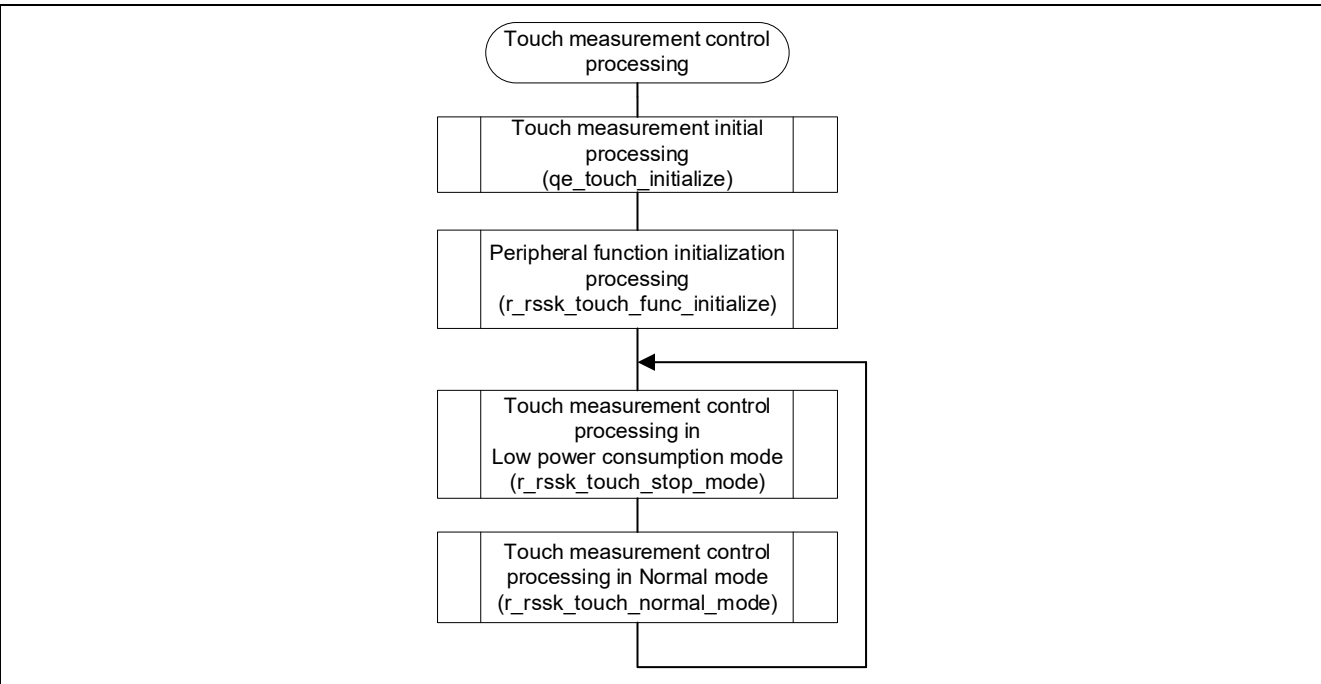 Touch measurement control
processing
Touch measurement initial
processing
(qe_touch_initialize)
Peripheral function initialization
processing
(r_rssk_touch_func_initialize)
Touch measurement control
processing in
Low power consumption mode
(r_rssk_touch_stop_mode)
Touch measurement control
processing in Normal mode
(r_rssk_touch_normal_mode)